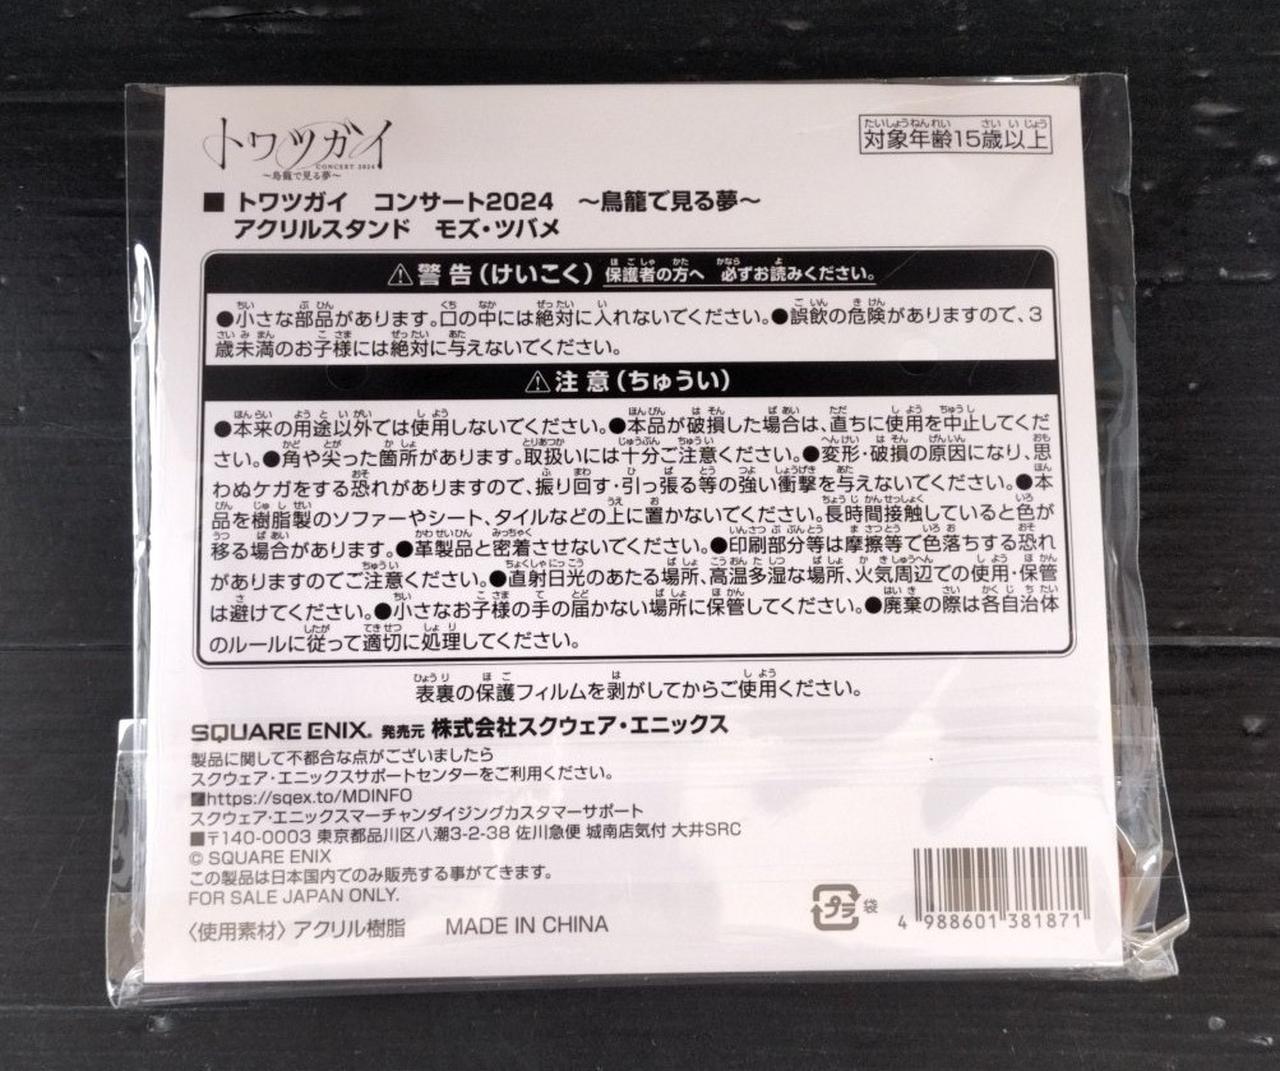 トワツガイ
CONCERT 2024
〜鳥籠で見る夢〜
対象年齢15歳以上
■ トワツガイ コンサート2024 〜鳥籠で見る夢〜
アクリルスタンド モズ・ツバメ
⚠警告(けいこく) 保護者の方へ 必ずお読みください。
●小さな部品があります。口の中には絶対に入れないでください。●誤飲の危険がありますので、3
歳未満のお子様には絶対に与えないでください。
⚠注意(ちゅうい)
●本来の用途以外では使用しないでください。●本品が破損した場合は、直ちに使用を中止してくだ
さい。●角や尖った箇所があります。取扱いには十分ご注意ください。●変形・破損の原因になり、思
わぬケガをする恐れがありますので、振り回す・引っ張る等の強い衝撃を与えないでください。●本
品を樹脂製のソファーやシート、タイルなどの上に置かないでください。長時間接触していると色が
移る場合があります。●革製品と密着させないでください。●印刷部分等は摩擦等で色落ちする恐れ
がありますのでご注意ください。●直射日光のあたる場所、高温多湿な場所、火気周辺での使用・保管
は避けてください。●小さなお子様の手の届かない場所に保管してください。●廃棄の際は各自治体
のルールに従って適切に処理してください。
表裏の保護フィルムを剥がしてからご使用ください。
SQUARE ENIX. 発売元 株式会社スクウェア・エニックス
製品に関して不都合な点がございましたら
スクウェア・エニックスサポートセンターをご利用ください。
■https://sqex.to/MDINFO
スクウェア・エニックスマーチャンダイジングカスタマーサポート
■〒140-0003 東京都品川区八潮3-2-38 佐川急便 城南店気付 大井SRC
© SQUARE ENIX
この製品は日本国内でのみ販売する事ができます。
FOR SALE JAPAN ONLY.
〈使用素材〉アクリル樹脂 MADE IN CHINA
プラ 袋
4 988601 381871